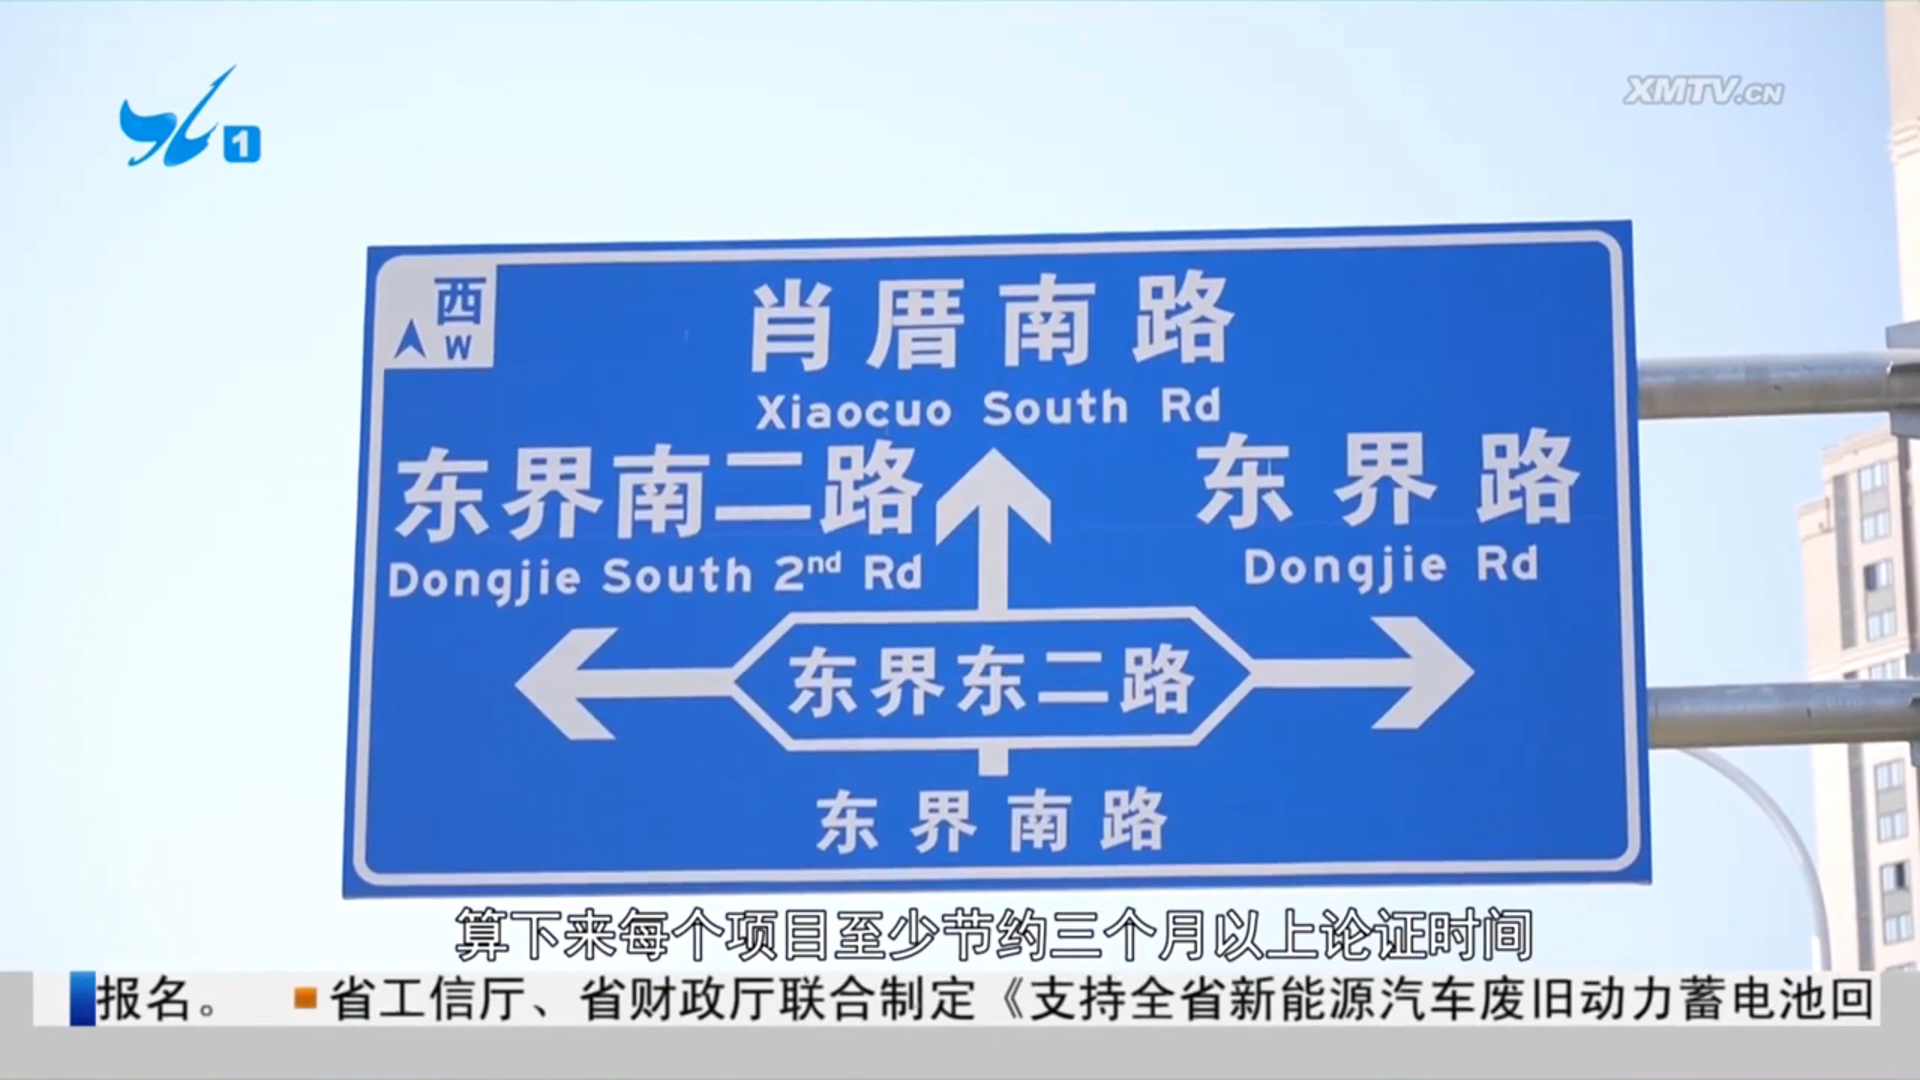 1
XMTV.CN
西
W
肖厝南路
Xiaocuo South Rd
东界南二路
Dongjie South 2nd Rd
东界路
Dongjie Rd
东界东二路
东界南路
算下来每个项目至少节约三个月以上论证时间
报名。 省工信厅、省财政厅联合制定《支持全省新能源汽车废旧动力蓄电池回